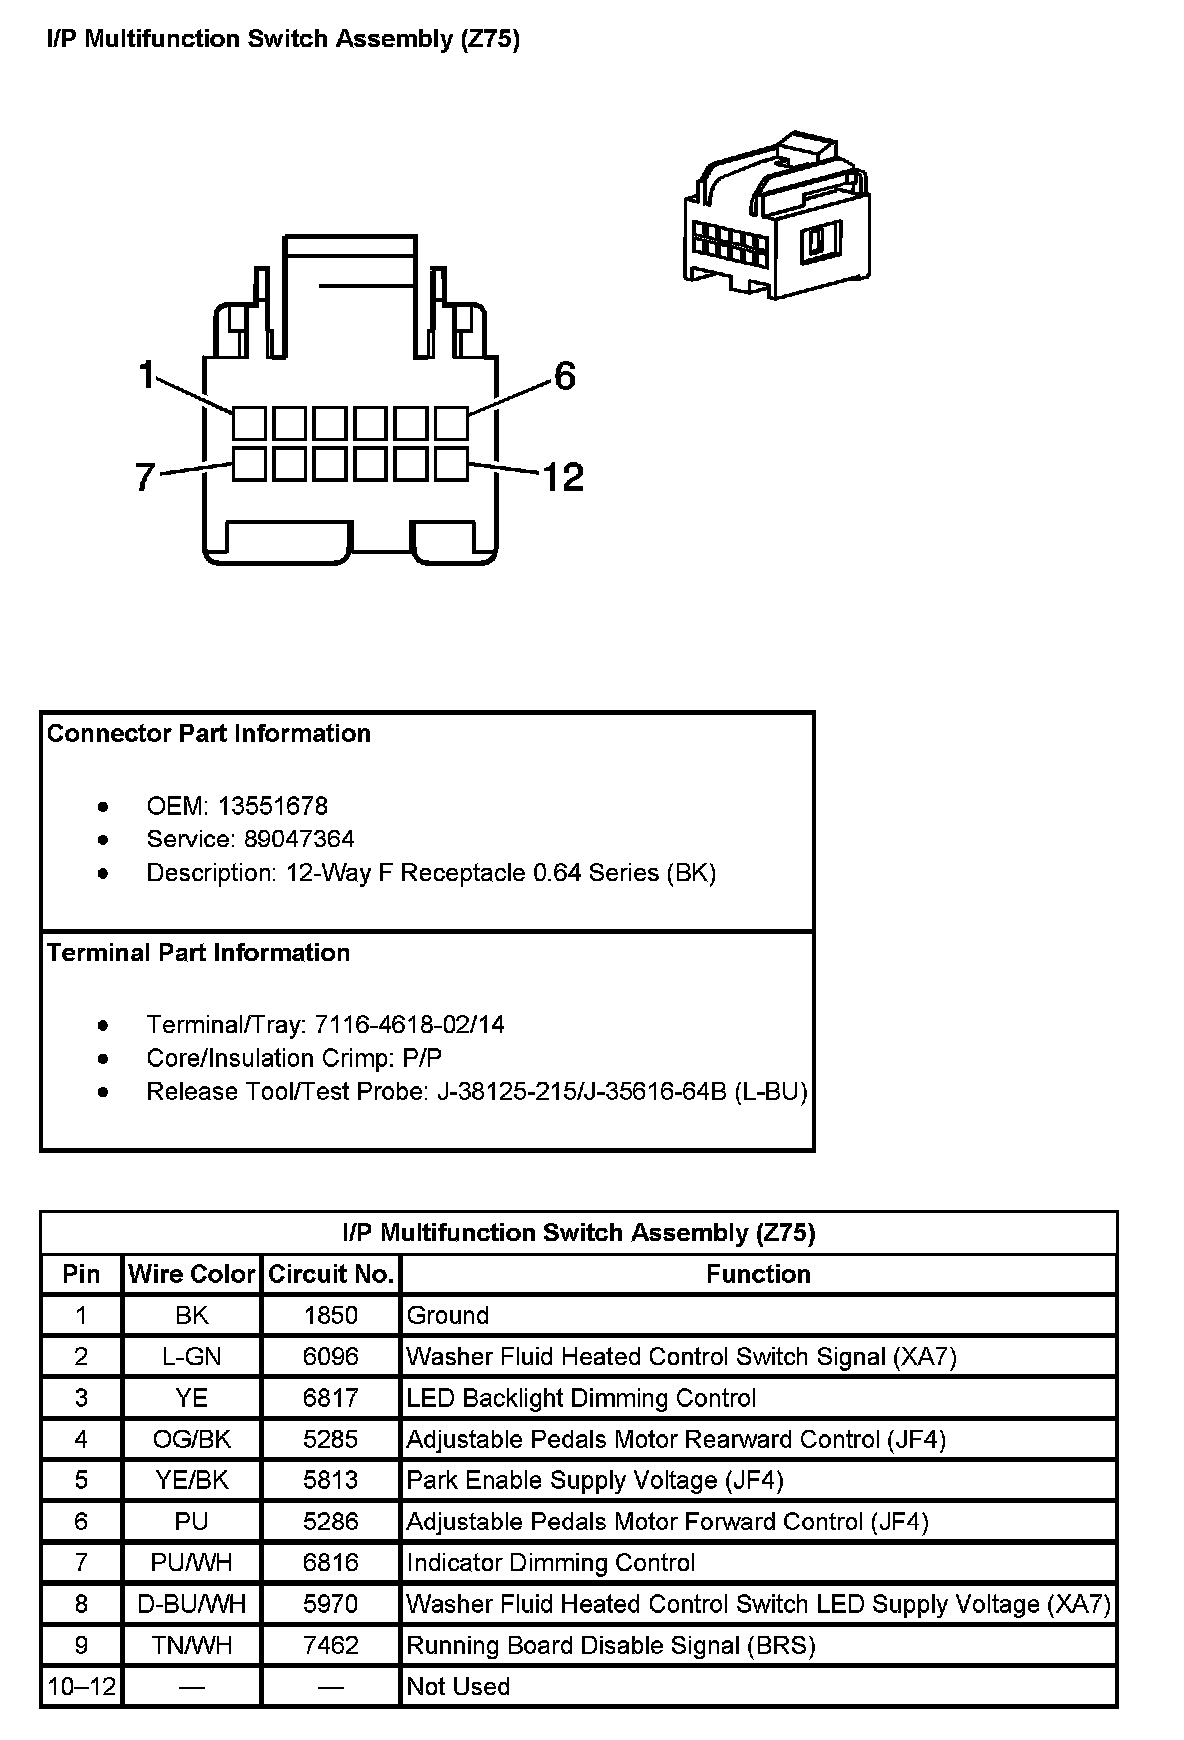 I/P Multifunction Switch Assembly (Z75)
1
6
7
12
Connector Part Information
● OEM: 13551678
● Service: 89047364
● Description: 12-Way F Receptacle 0.64 Series (BK)
Terminal Part Information
● Terminal/Tray: 7116-4618-02/14
● Core/Insulation Crimp: P/P
● Release Tool/Test Probe: J-38125-215/J-35616-64B (L-BU)
I/P Multifunction Switch Assembly (Z75)
Pin Wire Color Circuit No. Function
1 BK 1850 Ground
2 L-GN 6096 Washer Fluid Heated Control Switch Signal (XA7)
3 YE 6817 LED Backlight Dimming Control
4 OG/BK 5285 Adjustable Pedals Motor Rearward Control (JF4)
5 YE/BK 5813 Park Enable Supply Voltage (JF4)
6 PU 5286 Adjustable Pedals Motor Forward Control (JF4)
7 PU/WH 6816 Indicator Dimming Control
8 D-BU/WH 5970 Washer Fluid Heated Control Switch LED Supply Voltage (XA7)
9 TN/WH 7462 Running Board Disable Signal (BRS)
10–12 — — Not Used